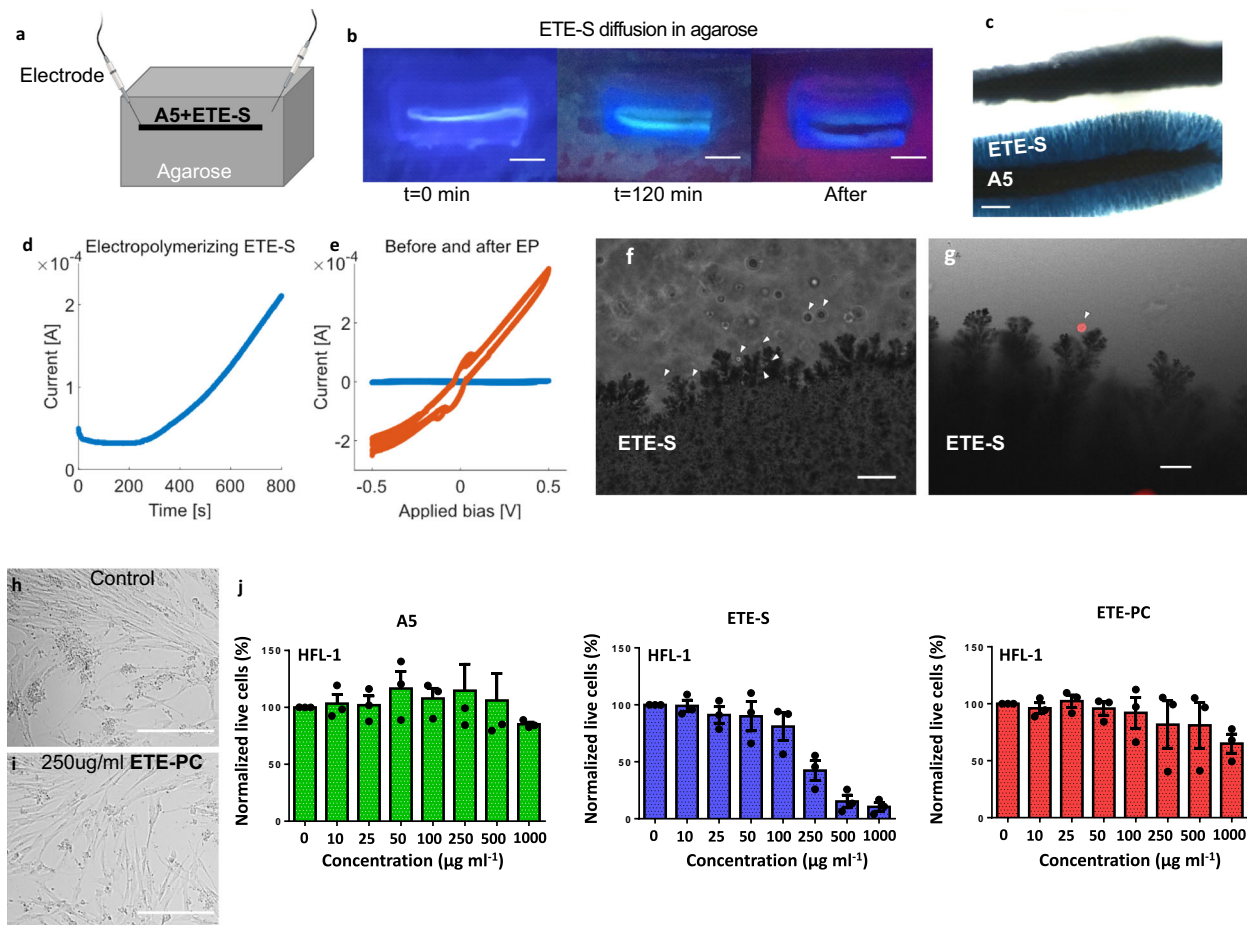 a
Electrode
A5+ETE-S
Agarose
b
ETE-S diffusion in agarose
t=0 min
t=120 min
After
c
ETE-S
A5
d
Electropolymerizing ETE-S
×10⁻⁴
2
1
0
Current [A]
0
200
400
600
800
Time [s]
e
Before and after EP
×10⁻⁴
2
0
-2
Current [A]
-0.5
0
0.5
Applied bias [V]
f
ETE-S
g
ETE-S
h
Control
i
250ug/ml ETE-PC
j
A5
HFL-1
Normalized live cells (%)
150
100
50
0
0 10 25 50 100 250 500 1000
Concentration (µg ml⁻¹)
ETE-S
HFL-1
Normalized live cells (%)
150
100
50
0
0 10 25 50 100 250 500 1000
Concentration (µg ml⁻¹)
ETE-PC
HFL-1
Normalized live cells (%)
150
100
50
0
0 10 25 50 100 250 500 1000
Concentration (µg ml⁻¹)